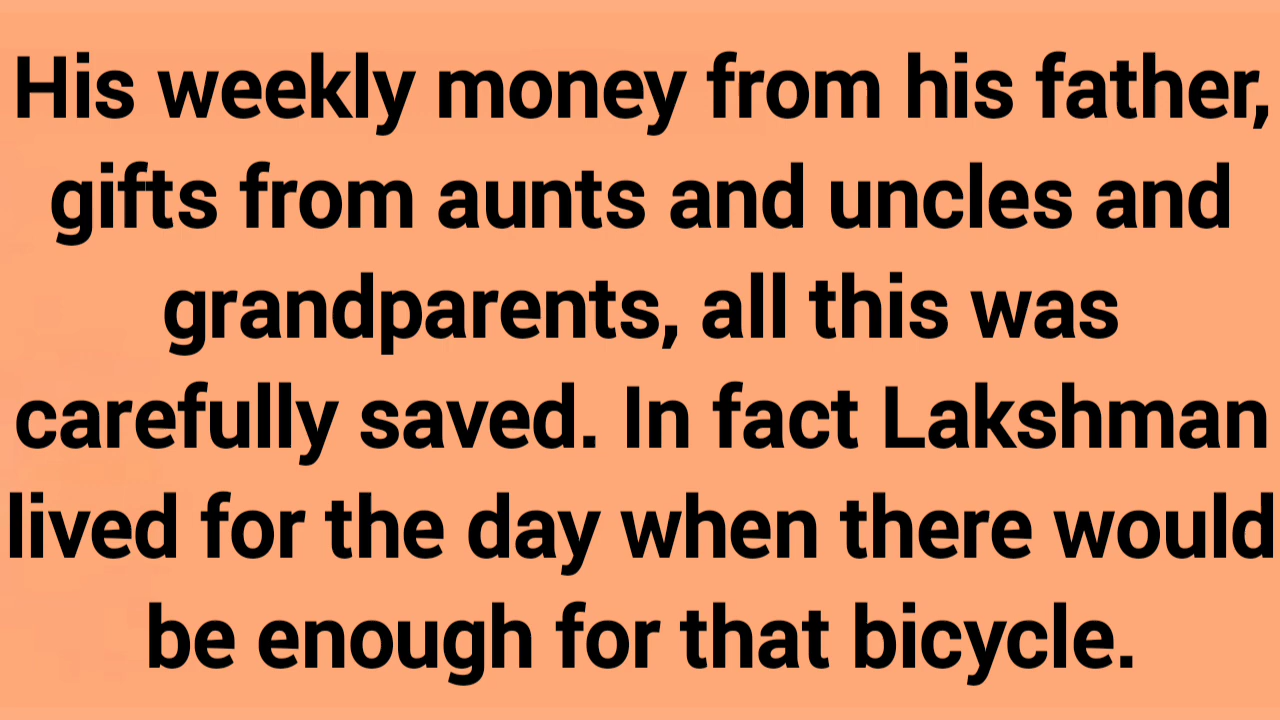 His weekly money from his father,
gifts from aunts and uncles and
grandparents, all this was
carefully saved. In fact Lakshman
lived for the day when there would
be enough for that bicycle.